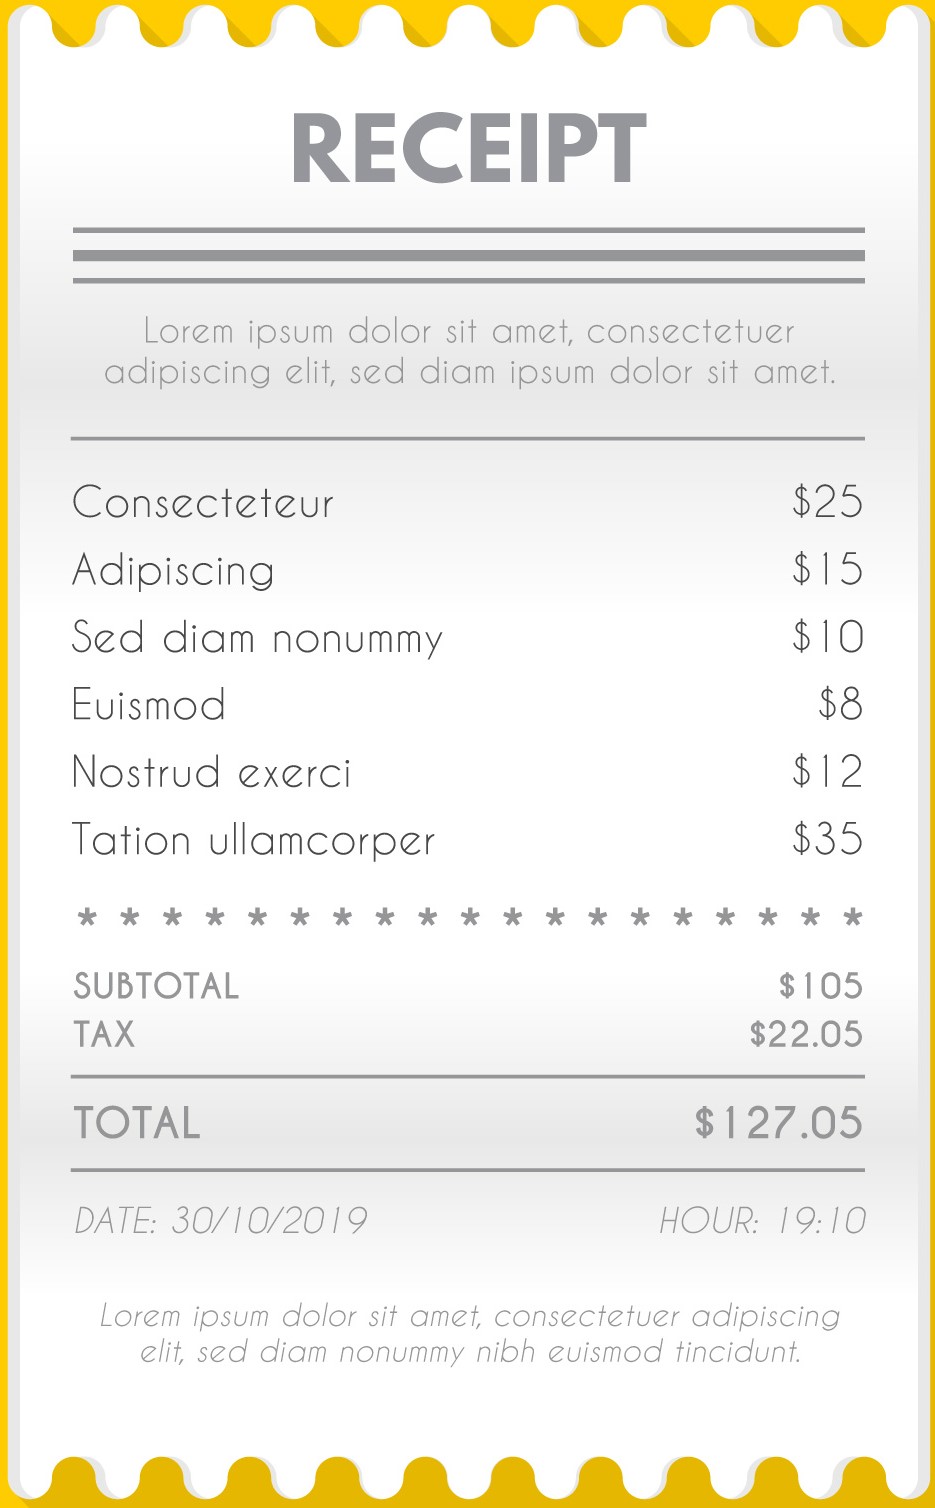 RECEIPT
Lorem ipsum dolor sit amet, consectetuer
adipiscing elit, sed diam ipsum dolor sit amet.
Consecteteur $25
Adipiscing $15
Sed diam nonummy $10
Euismod $8
Nostrud exerci $12
Tation ullamcorper $35
* * * * * * * * * * * * * * * * * * *
SUBTOTAL $105
TAX $22.05
TOTAL $127.05
DATE: 30/10/2019 HOUR: 19:10
Lorem ipsum dolor sit amet, consectetuer adipiscing
elit, sed diam nonummy nibh euismod tincidunt.